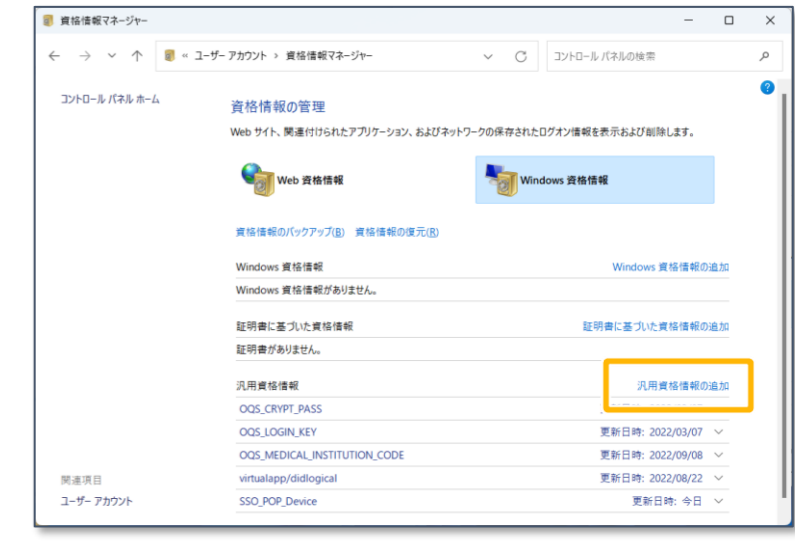 資格情報マネージャー
« ユーザー アカウント › 資格情報マネージャー
コントロール パネルの検索
コントロール パネル ホーム
資格情報の管理
Web サイト、関連付けられたアプリケーション、およびネットワークの保存されたログオン情報を表示および削除します。
Web 資格情報
Windows 資格情報
資格情報のバックアップ(B) 資格情報の復元(R)
Windows 資格情報 Windows 資格情報の追加
Windows 資格情報がありません。
証明書に基づいた資格情報 証明書に基づいた資格情報の追加
証明書がありません。
汎用資格情報 汎用資格情報の追加
OQS_CRYPT_PASS
OQS_LOGIN_KEY 更新日時: 2022/03/07
OQS_MEDICAL_INSTITUTION_CODE 更新日時: 2022/09/08
virtualapp/didlogical 更新日時: 2022/08/22
SSO_POP_Device 更新日時: 今日
関連項目
ユーザー アカウント